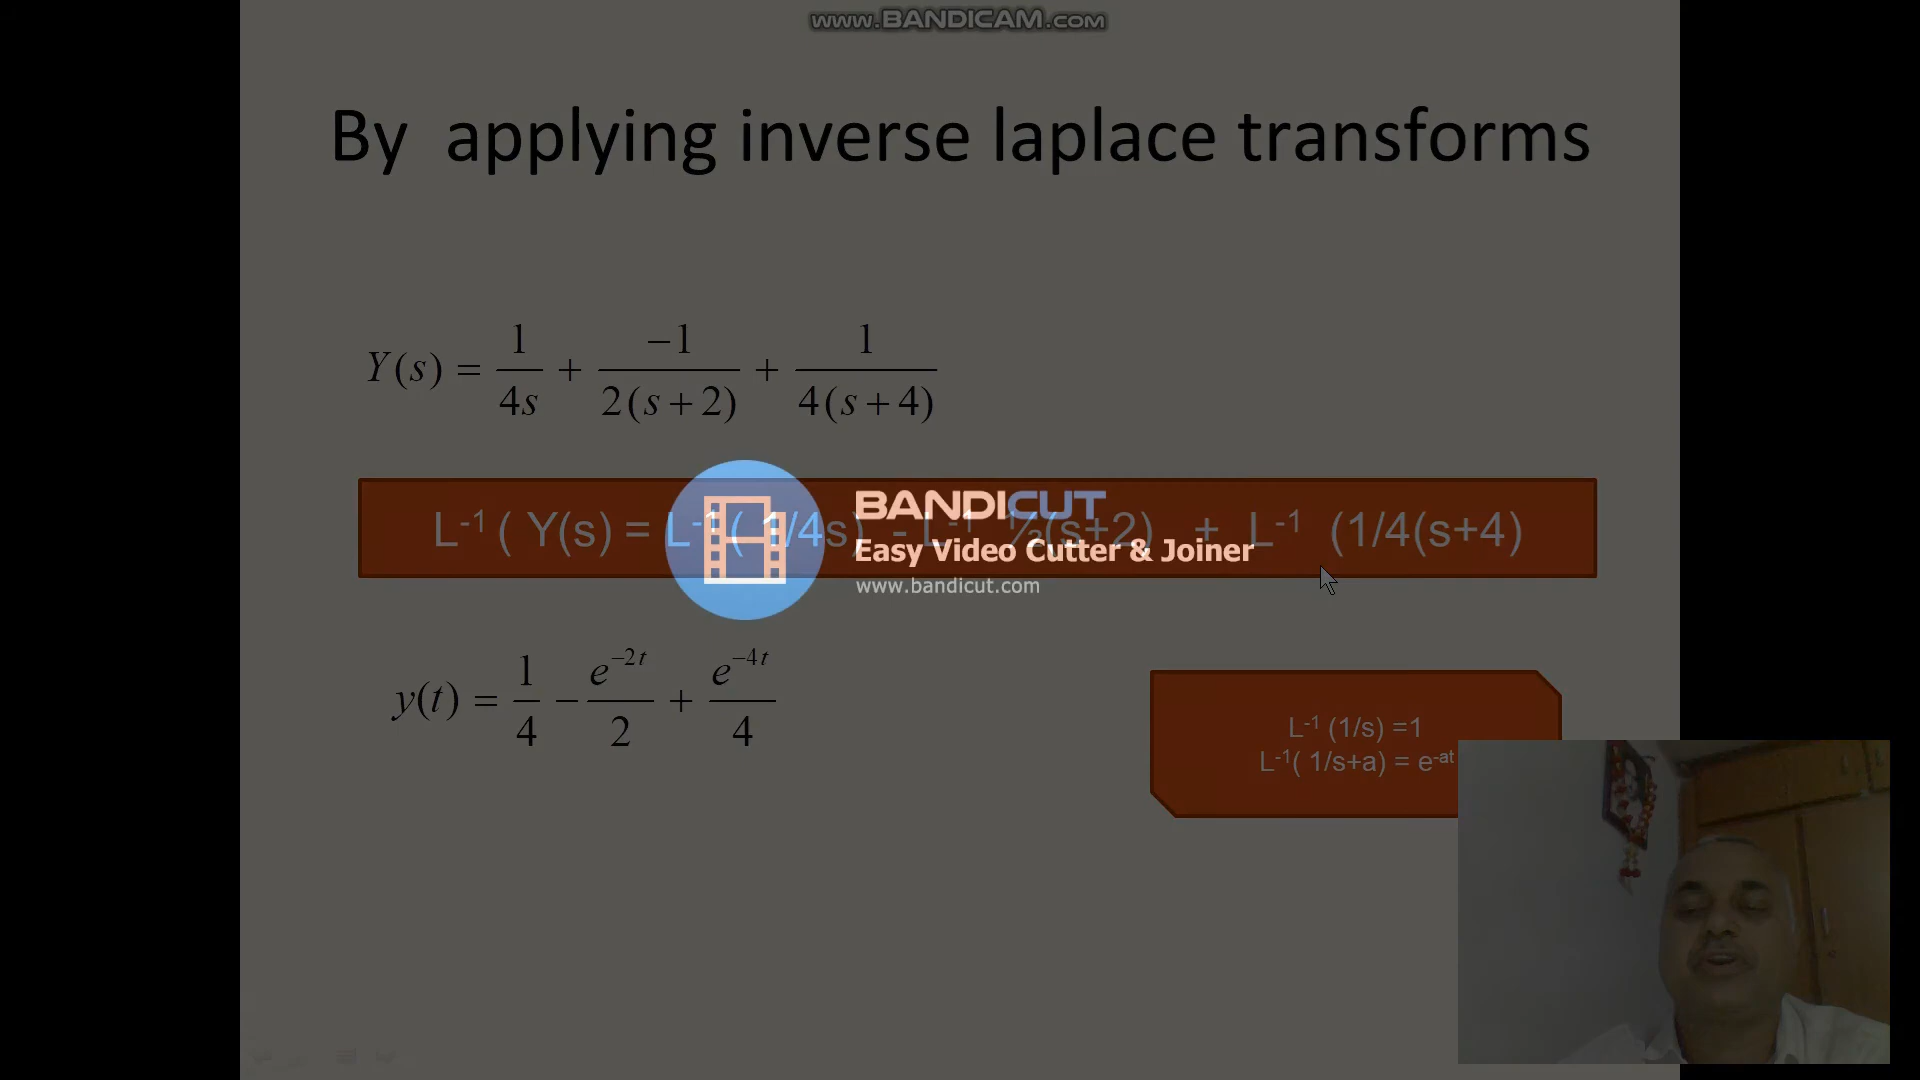 www.BANDICAM.com
By applying inverse laplace transforms
Y(s) = 1/4s + −1/2(s+2) + 1/4(s+4)
L-1 ( Y(s) = L-1 ( 1/4s) - L-1 ½(s+2) + L-1 (1/4(s+4)
BANDICUT
Easy Video Cutter & Joiner
www.bandicut.com
y(t) = 1/4 − e^−2t/2 + e^−4t/4
L-1 (1/s) =1
L-1( 1/s+a) = e-at